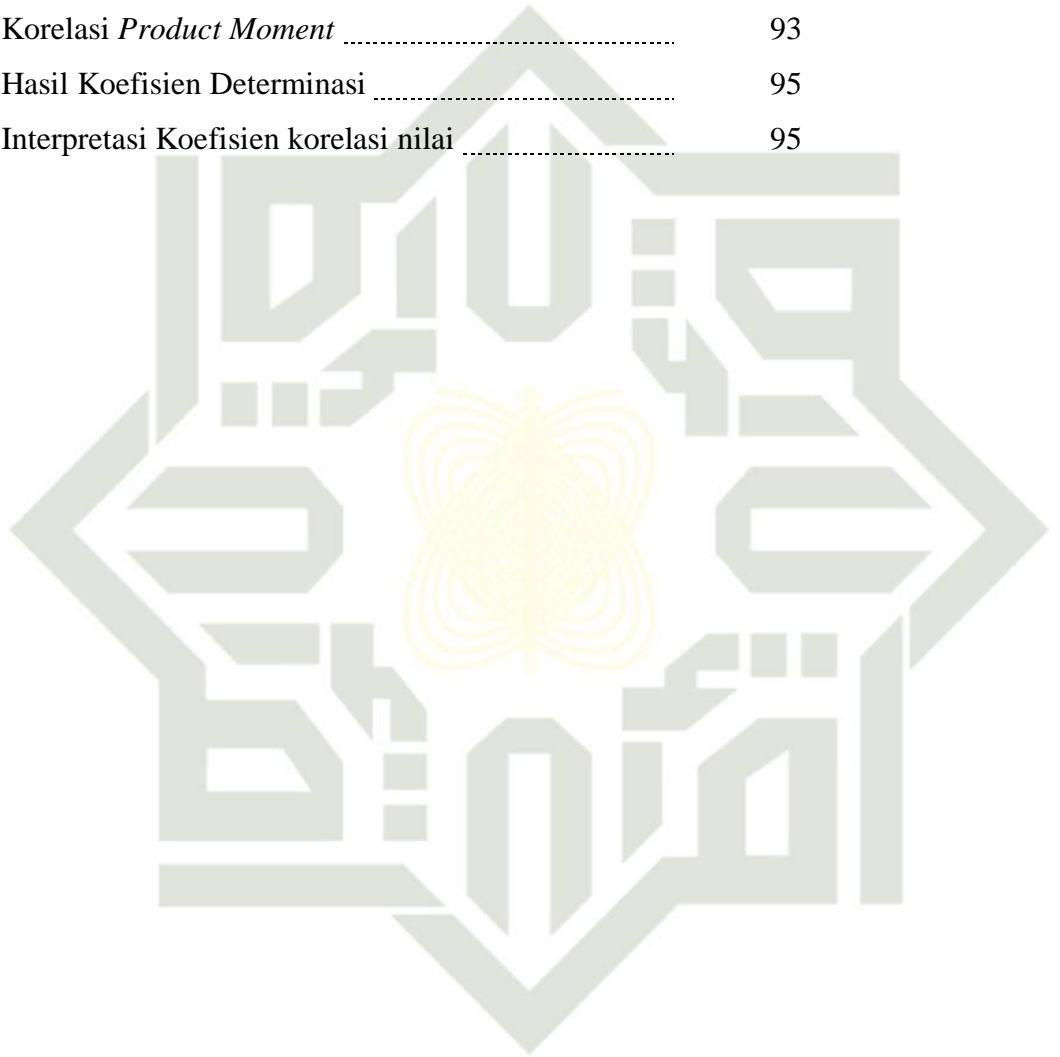 Korelasi Product Moment 93
Hasil Koefisien Determinasi 95
Interpretasi Koefisien korelasi nilai 95